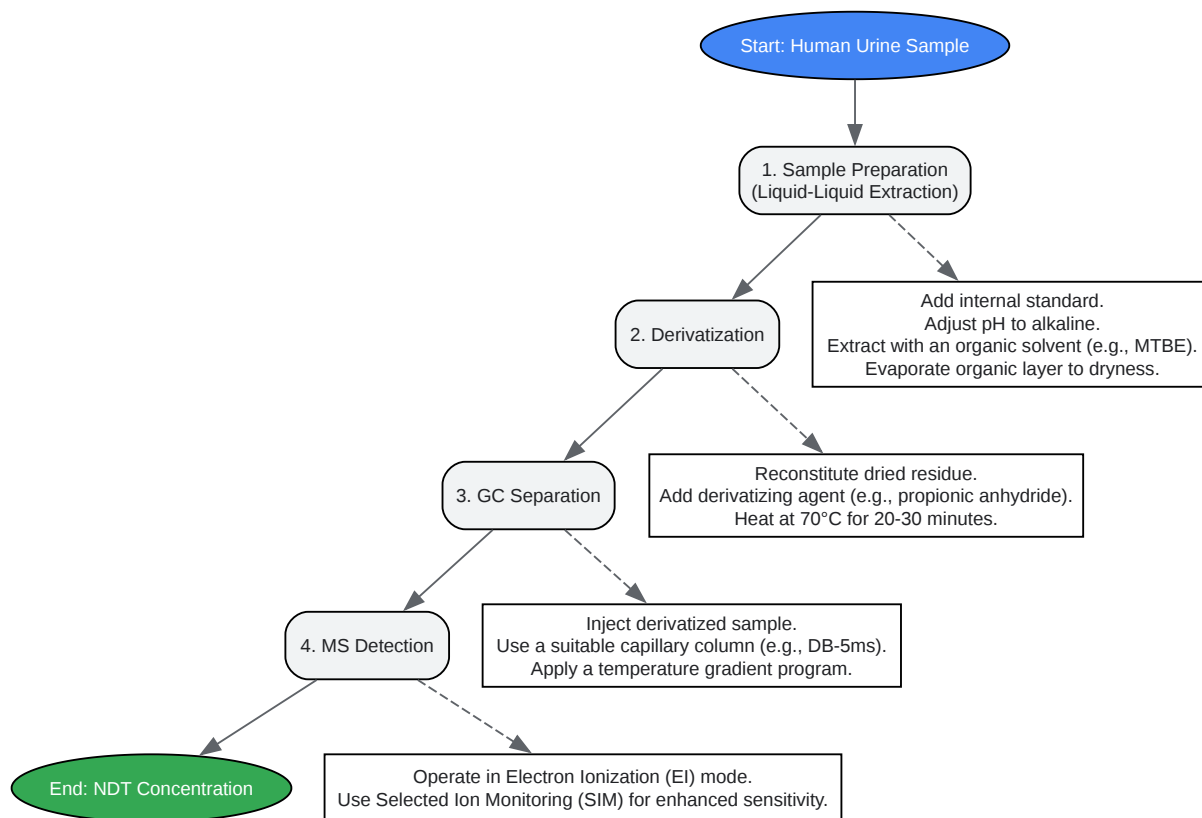 Start: Human Urine Sample
1. Sample Preparation
(Liquid-Liquid Extraction)
Add internal standard.
Adjust pH to alkaline.
Extract with an organic solvent (e.g., MTBE).
Evaporate organic layer to dryness.
2. Derivatization
Reconstitute dried residue.
Add derivatizing agent (e.g., propionic anhydride).
Heat at 70°C for 20-30 minutes.
3. GC Separation
Inject derivatized sample.
Use a suitable capillary column (e.g., DB-5ms).
Apply a temperature gradient program.
4. MS Detection
Operate in Electron Ionization (EI) mode.
Use Selected Ion Monitoring (SIM) for enhanced sensitivity.
End: NDT Concentration